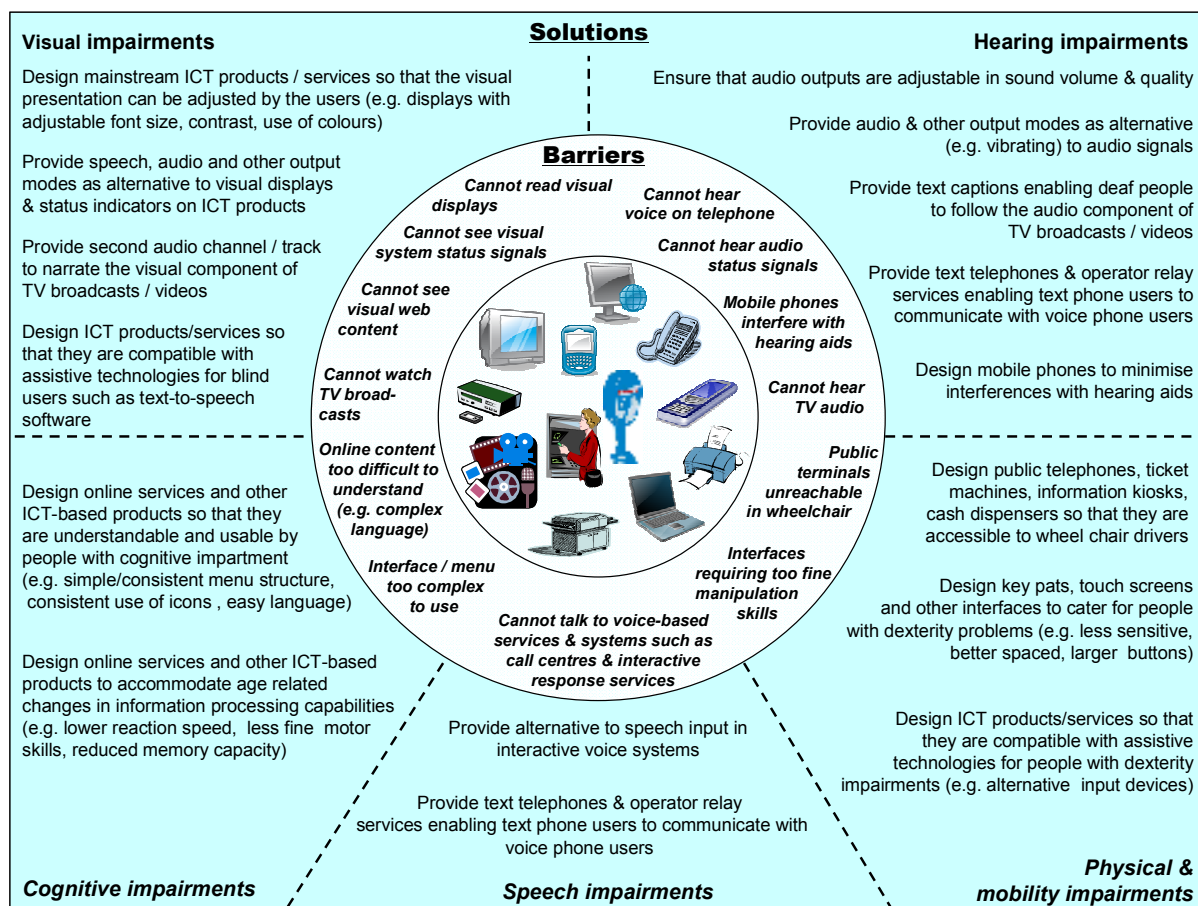 Solutions
Visual impairments
Design mainstream ICT products / services so that the visual
presentation can be adjusted by the users (e.g. displays with
adjustable font size, contrast, use of colours)
Provide speech, audio and other output
modes as alternative to visual displays
& status indicators on ICT products
Provide second audio channel / track
to narrate the visual component of
TV broadcasts / videos
Design ICT products/services so
that they are compatible with
assistive technologies for blind
users such as text-to-speech
software
Hearing impairments
Ensure that audio outputs are adjustable in sound volume & quality
Provide audio & other output modes as alternative
(e.g. vibrating) to audio signals
Provide text captions enabling deaf people
to follow the audio component of
TV broadcasts / videos
Provide text telephones & operator relay
services enabling text phone users to
communicate with voice phone users
Design mobile phones to minimise
interferences with hearing aids
Barriers
Cannot read visual
displays
Cannot see visual
system status signals
Cannot see
visual web
content
Cannot watch
TV broad-
casts
Online content
too difficult to
understand
(e.g. complex
language)
Interface / menu
too complex
to use
Cannot hear
voice on telephone
Cannot hear audio
status signals
Mobile phones
interfere with
hearing aids
Cannot hear
TV audio
Public
terminals
unreachable
in wheelchair
Interfaces
requiring too fine
manipulation
skills
Cannot talk to voice-based
services & systems such as
call centres & interactive
response services
Design online services and other
ICT-based products so that they
are understandable and usable by
people with cognitive impartment
(e.g. simple/consistent menu structure,
consistent use of icons , easy language)
Design online services and other ICT-based
products to accommodate age related
changes in information processing capabilities
(e.g. lower reaction speed, less fine motor
skills, reduced memory capacity)
Cognitive impairments
Provide alternative to speech input in
interactive voice systems
Provide text telephones & operator relay
services enabling text phone users to communicate with
voice phone users
Speech impairments
Design public telephones, ticket
machines, information kiosks,
cash dispensers so that they are
accessible to wheel chair drivers
Design key pats, touch screens
and other interfaces to cater for people
with dexterity problems (e.g. less sensitive,
better spaced, larger buttons)
Design ICT products/services so that
they are compatible with assistive
technologies for people with dexterity
impairments (e.g. alternative input devices)
Physical &
mobility impairments